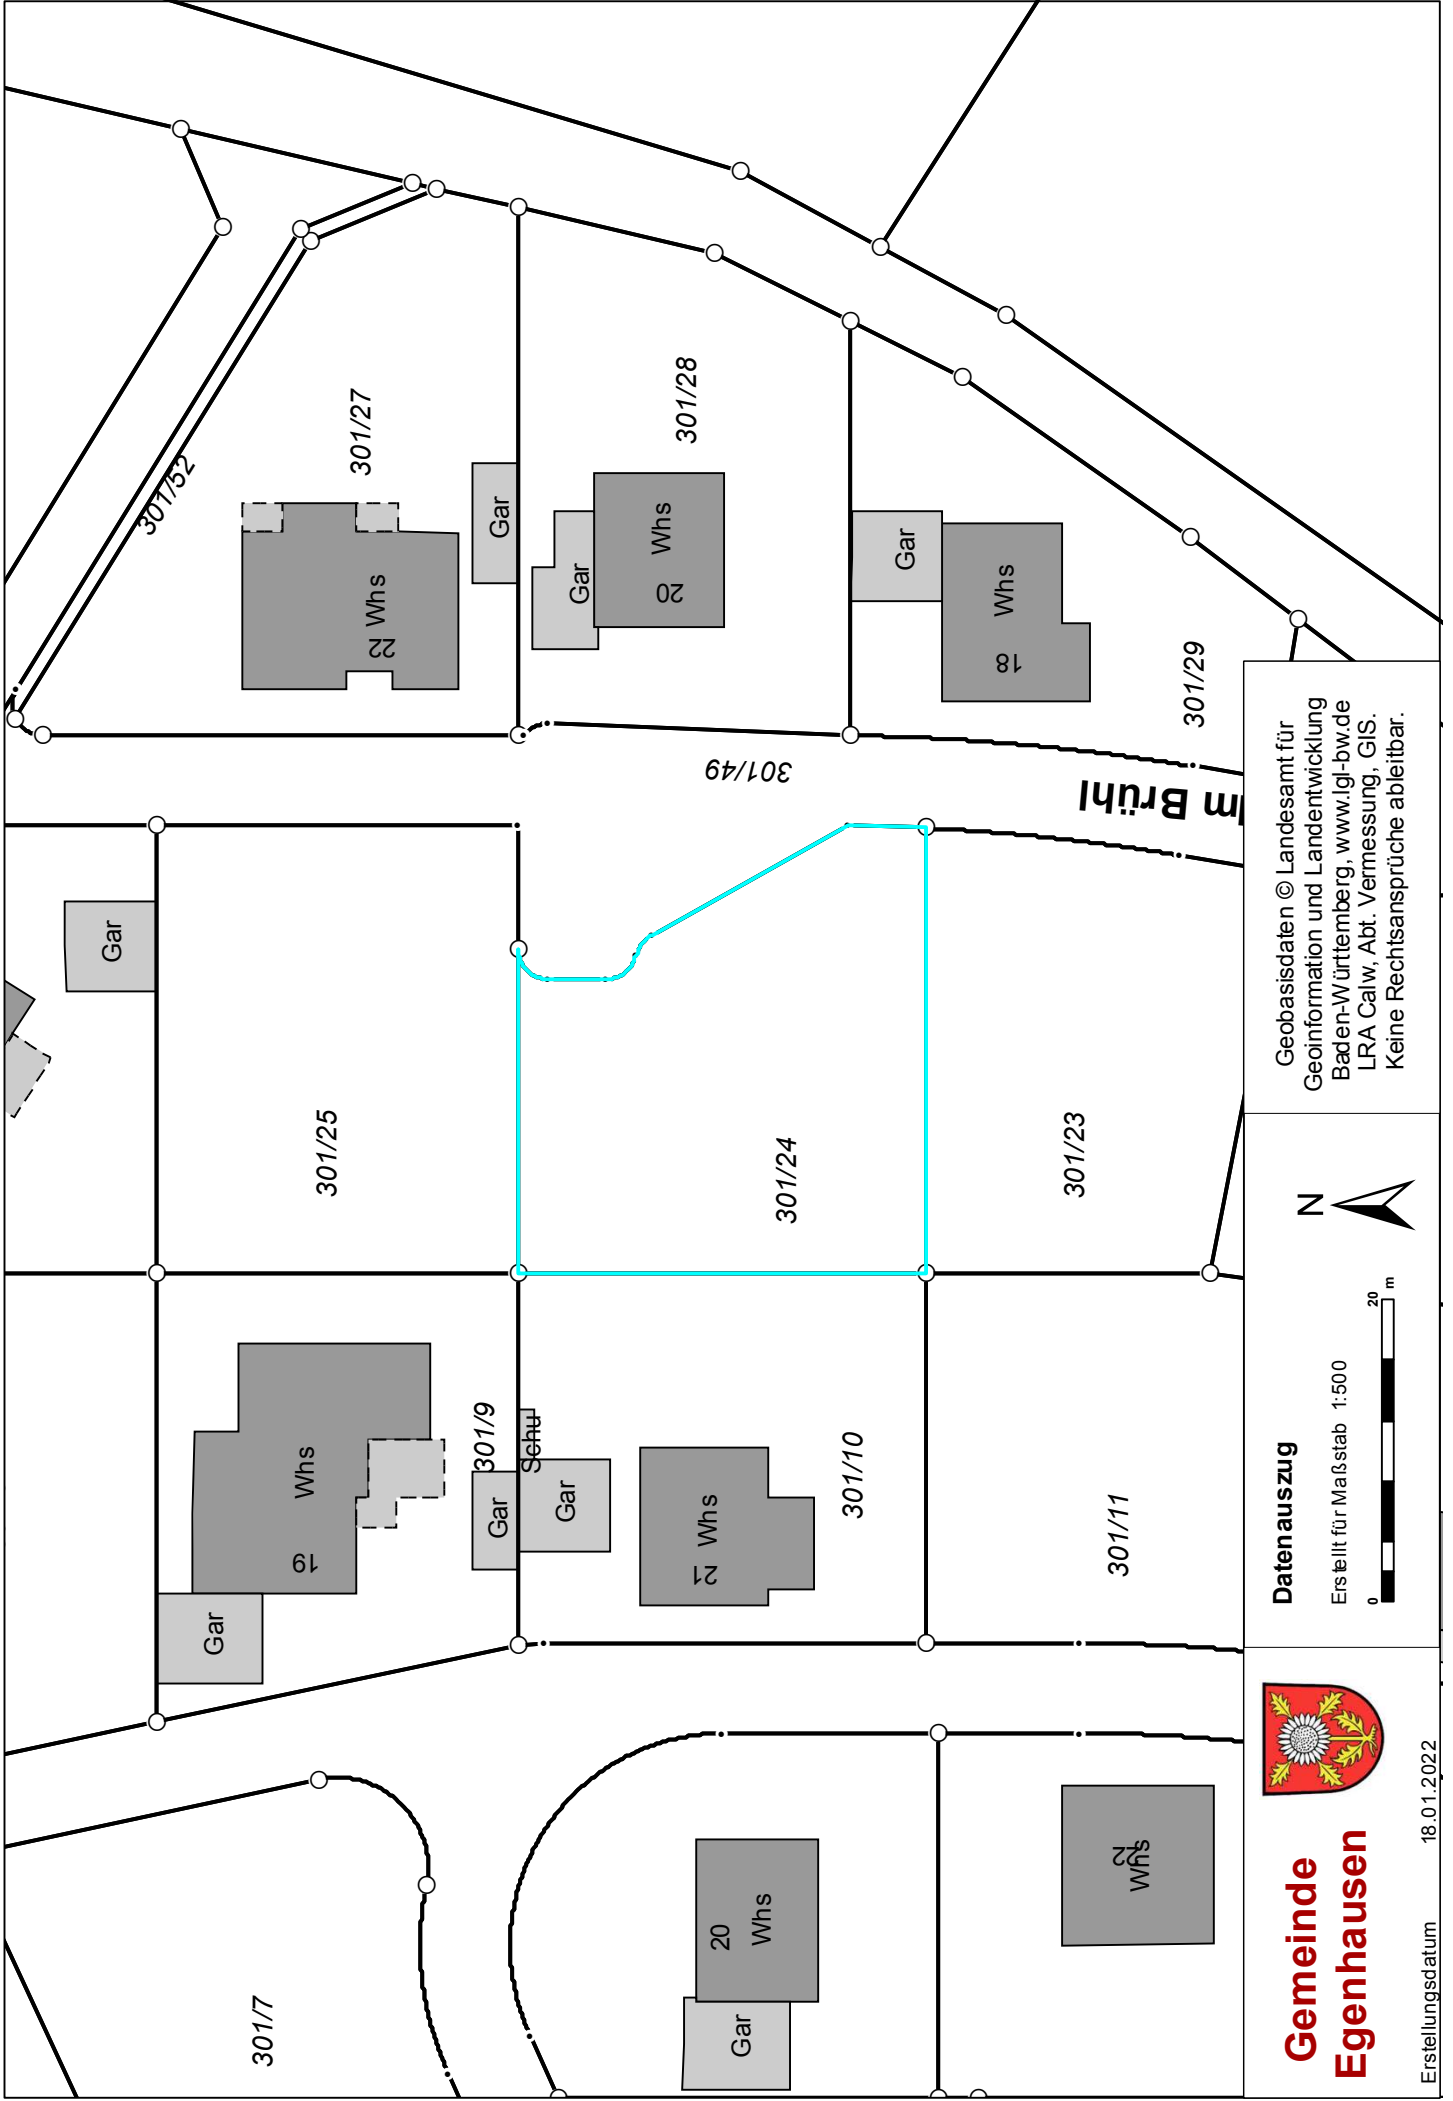 301/52
301/27
301/28
301/29
301/49
Im Brühl
22 Whs
Gar
Gar
20 Whs
Gar
18 Whs
Gar
301/25
301/24
301/23
19 Whs
Gar
301/9
Gar
Schu
Gar
21 Whs
301/10
301/11
301/7
20
Whs
Gar
22
Whs
Gemeinde
Egenhausen
Erstellungsdatum 18.01.2022
Datenauszug
Erstellt für Maßstab 1:500
0 20 m
N
Geobasisdaten © Landesamt für
Geoinformation und Landentwicklung
Baden-Württemberg, www.lgl-bw.de
LRA Calw, Abt. Vermessung, GIS.
Keine Rechtsansprüche ableitbar.